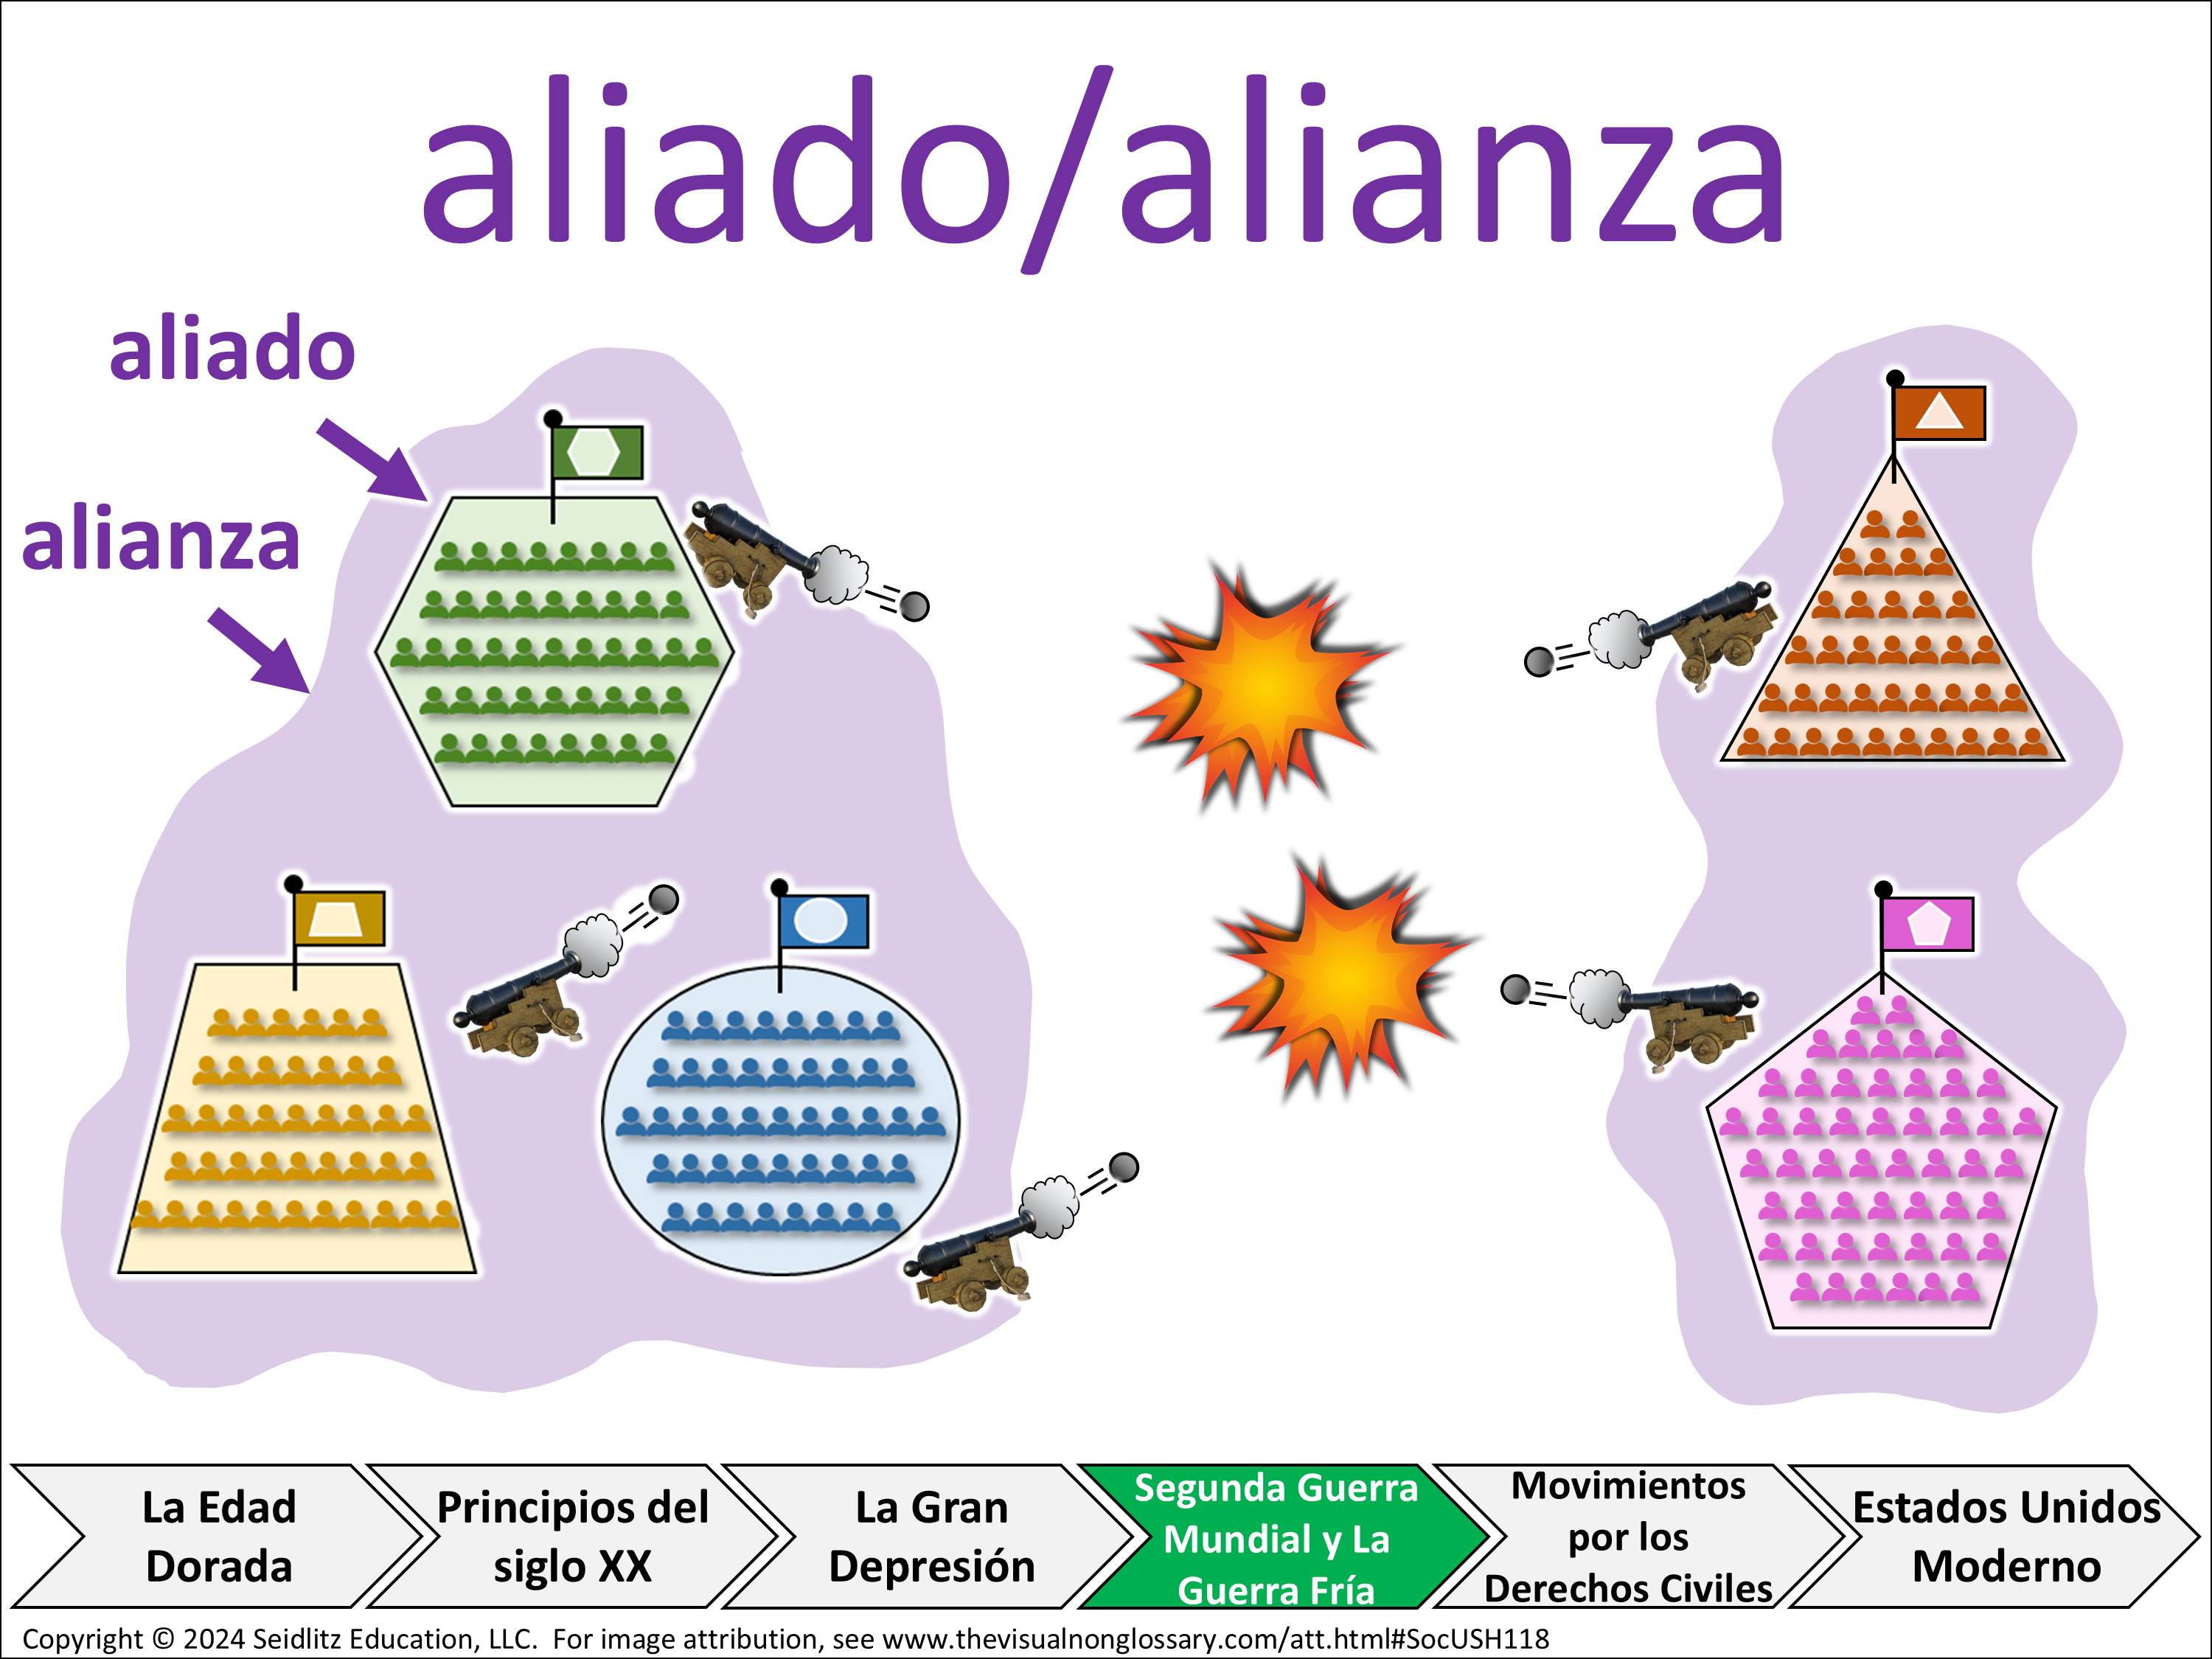 aliado/alianza
aliado
alianza
La Edad
Dorada
Principios del
siglo XX
La Gran
Depresión
Segunda Guerra
Mundial y La
Guerra Fría
Movimientos
por los
Derechos Civiles
Estados Unidos
Moderno
Copyright © 2024 Seidlitz Education, LLC.  For image attribution, see www.thevisualnonglossary.com/att.html#SocUSH118